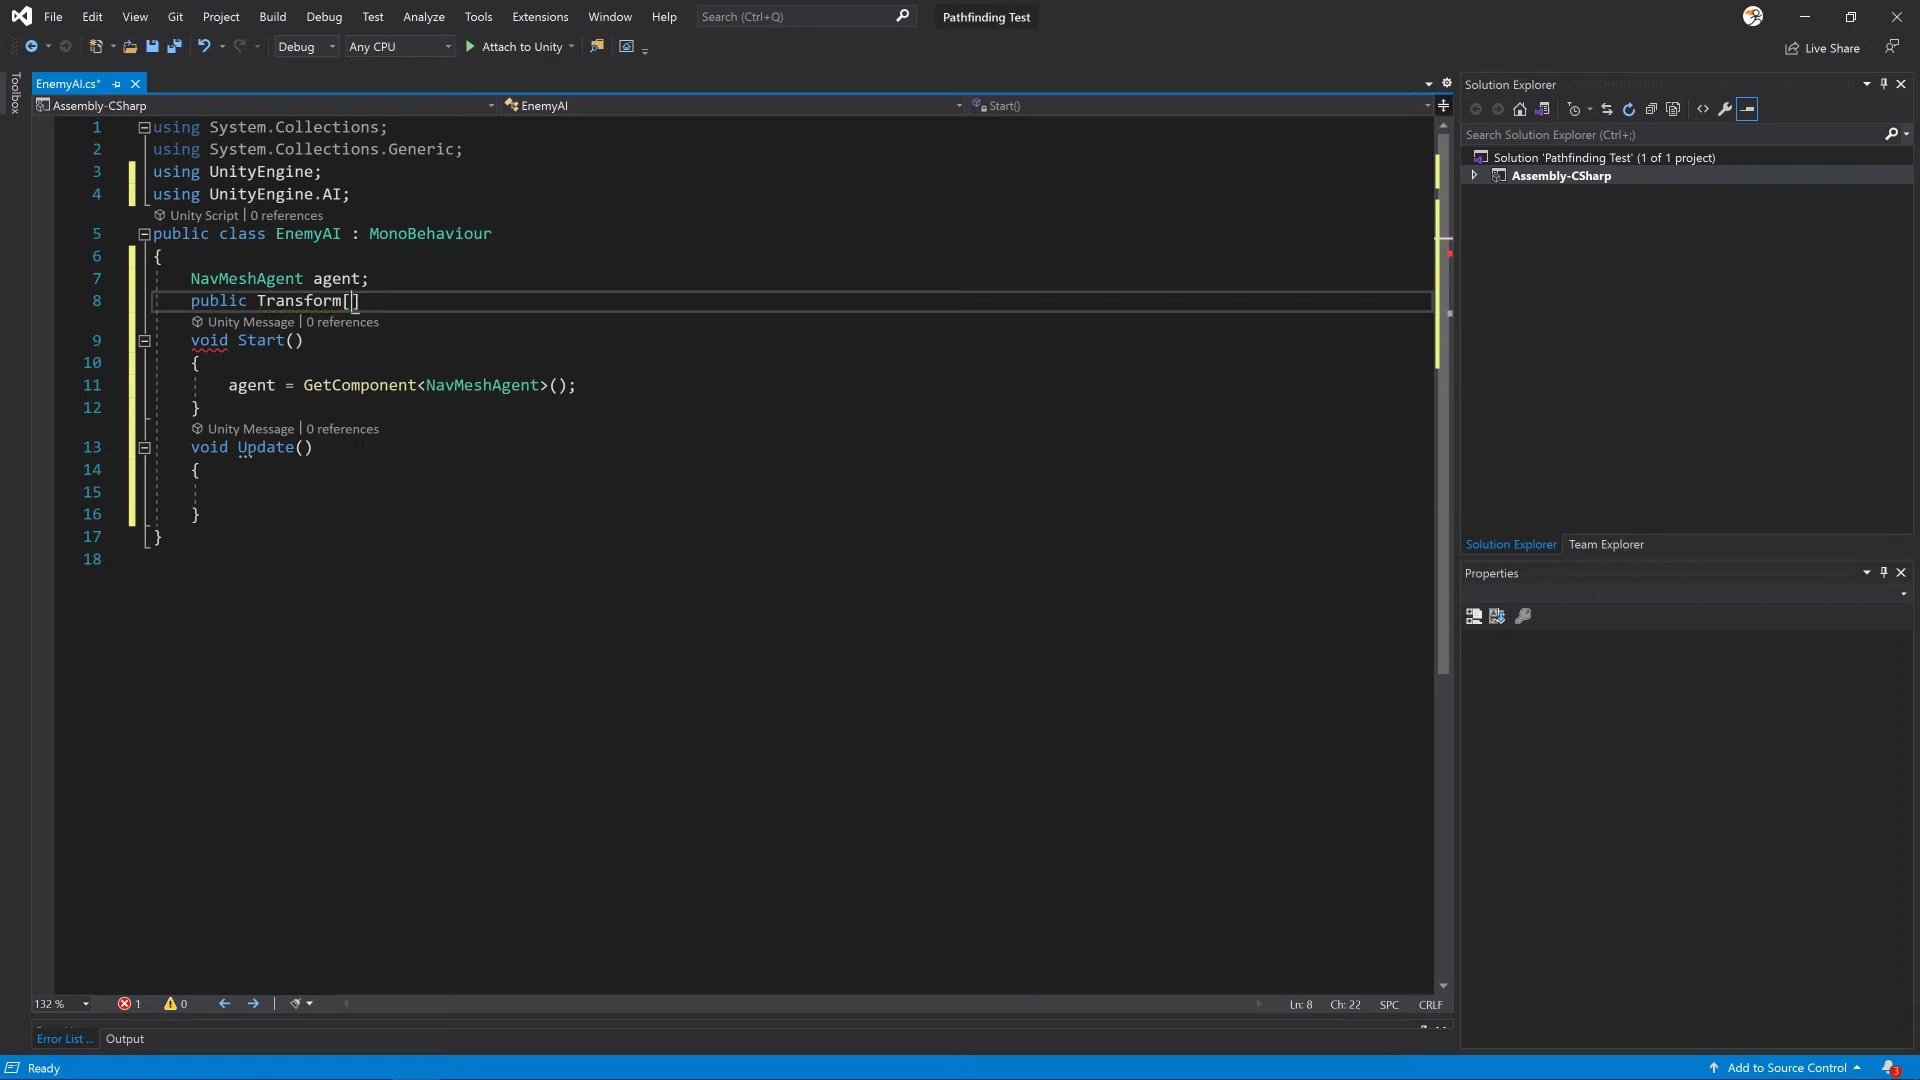 File Edit View Git Project Build Debug Test Analyze Tools Extensions Window Help Search (Ctrl+Q) Pathfinding Test
Debug Any CPU Attach to Unity Live Share
Toolbox
EnemyAI.cs*
Assembly-CSharp EnemyAI Start()
1 using System.Collections;
2 using System.Collections.Generic;
3 using UnityEngine;
4 using UnityEngine.AI;
Unity Script | 0 references
5 public class EnemyAI : MonoBehaviour
6 {
7 NavMeshAgent agent;
8 public Transform[]
Unity Message | 0 references
9 void Start()
10 {
11 agent = GetComponent<NavMeshAgent>();
12 }
Unity Message | 0 references
13 void Update()
14 {
15
16 }
17 }
18
132 % 1 0 Ln: 8 Ch: 22 SPC CRLF
Error List ... Output
Ready Add to Source Control 3
Solution Explorer
Search Solution Explorer (Ctrl+;)
Solution 'Pathfinding Test' (1 of 1 project)
Assembly-CSharp
Solution Explorer Team Explorer
Properties